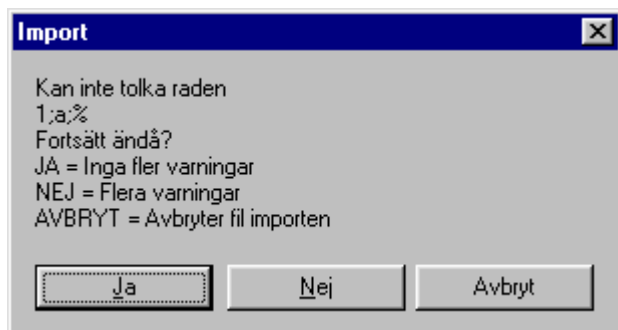 Import
Kan inte tolka raden
1;a;%
Fortsätt ändå?
JA = Inga fler varningar
NEJ = Flera varningar
AVBRYT = Avbryter fil importen
Ja
Nej
Avbryt